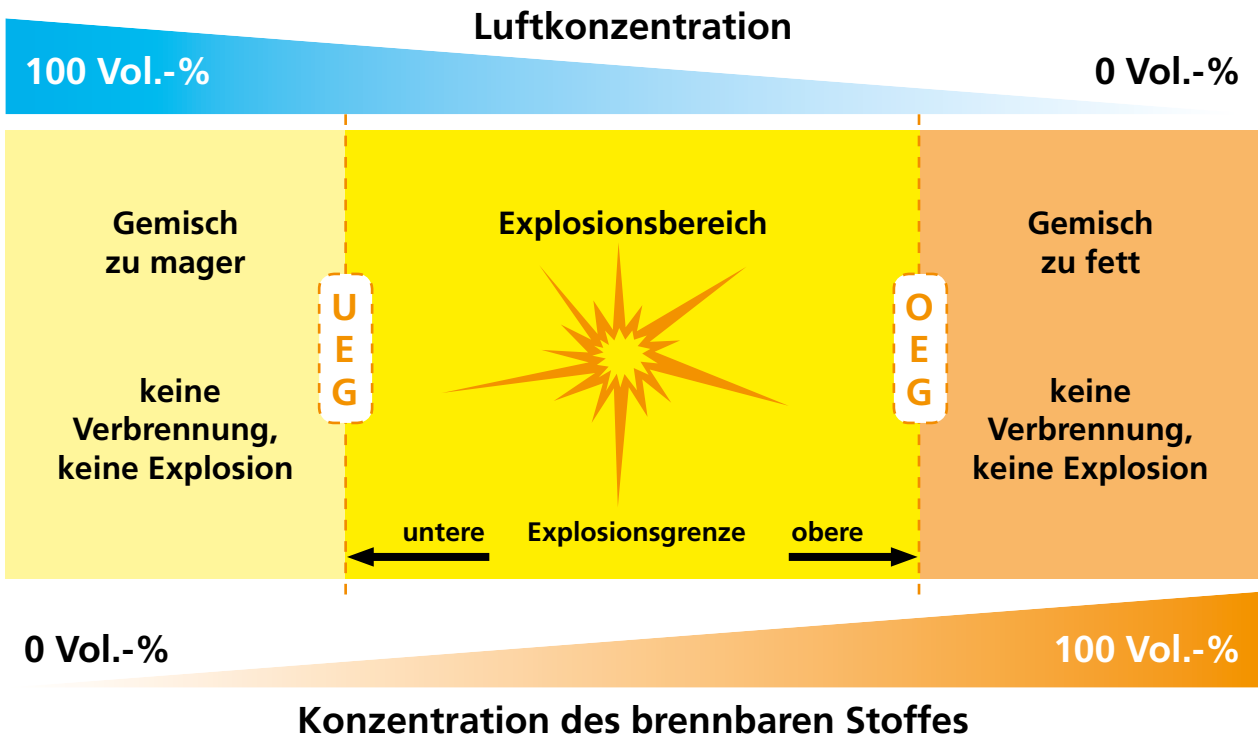 Luftkonzentration
100 Vol.-%
0 Vol.-%
Gemisch
zu mager
keine
Verbrennung,
keine Explosion
U
E
G
Explosionsbereich
untere Explosionsgrenze obere
O
E
G
Gemisch
zu fett
keine
Verbrennung,
keine Explosion
0 Vol.-%
100 Vol.-%
Konzentration des brennbaren Stoffes